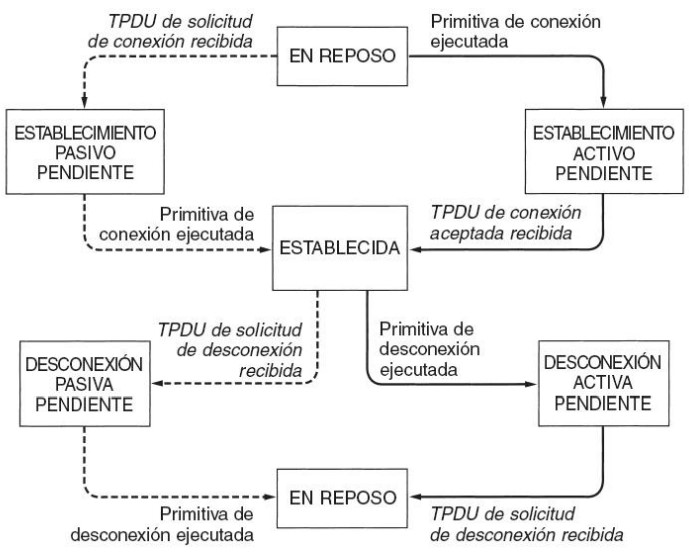 TPDU de solicitud
de conexión recibida
EN REPOSO
Primitiva de conexión
ejecutada
ESTABLECIMIENTO
PASIVO
PENDIENTE
ESTABLECIMIENTO
ACTIVO
PENDIENTE
Primitiva de
conexión ejecutada
ESTABLECIDA
TPDU de conexión
aceptada recibida
TPDU de solicitud
de desconexión
recibida
Primitiva de
desconexión
ejecutada
DESCONEXIÓN
PASIVA
PENDIENTE
DESCONEXIÓN
ACTIVA
PENDIENTE
Primitiva de
desconexión ejecutada
EN REPOSO
TPDU de solicitud
de desconexión recibida